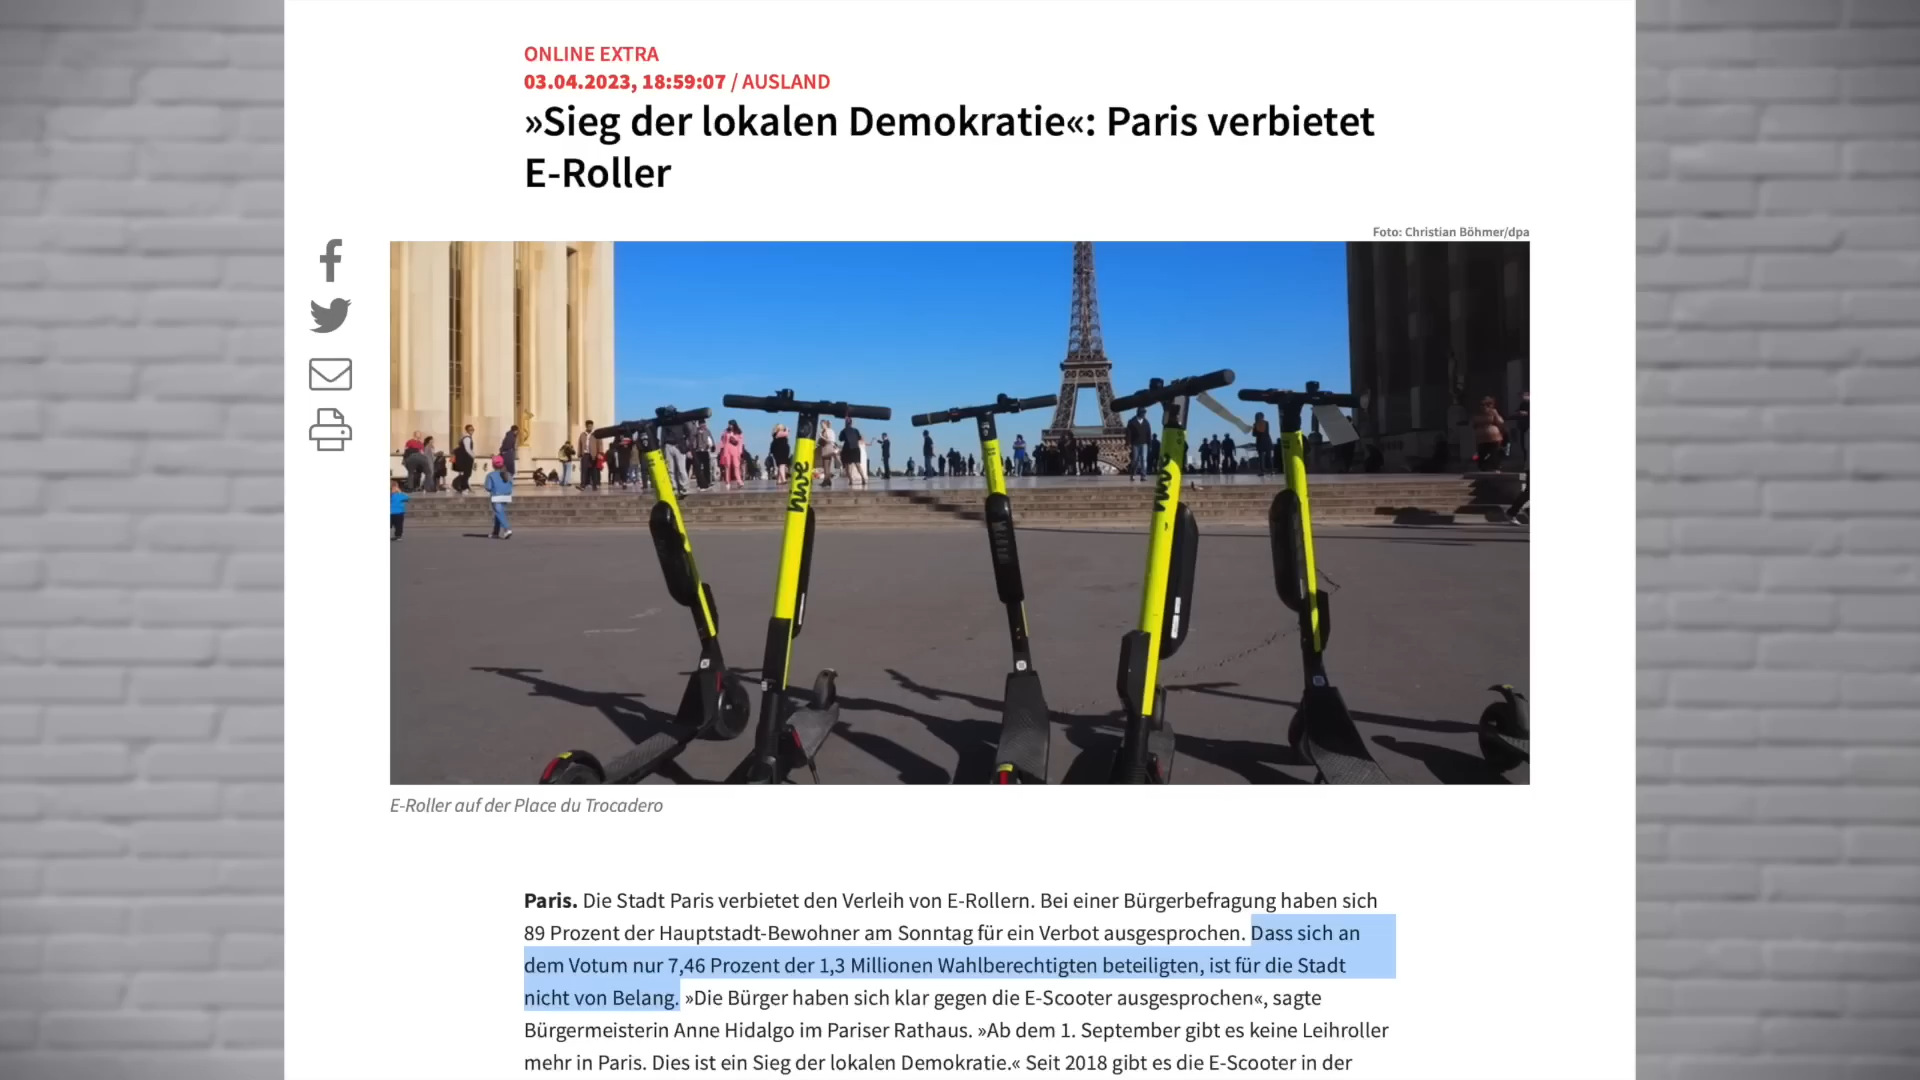 ONLINE EXTRA
03.04.2023, 18:59:07 / AUSLAND
»Sieg der lokalen Demokratie«: Paris verbietet
E-Roller
Foto: Christian Böhmer/dpa
E-Roller auf der Place du Trocadero
Paris. Die Stadt Paris verbietet den Verleih von E-Rollern. Bei einer Bürgerbefragung haben sich
89 Prozent der Hauptstadt-Bewohner am Sonntag für ein Verbot ausgesprochen. Dass sich an
dem Votum nur 7,46 Prozent der 1,3 Millionen Wahlberechtigten beteiligten, ist für die Stadt
nicht von Belang. »Die Bürger haben sich klar gegen die E-Scooter ausgesprochen«, sagte
Bürgermeisterin Anne Hidalgo im Pariser Rathaus. »Ab dem 1. September gibt es keine Leihroller
mehr in Paris. Dies ist ein Sieg der lokalen Demokratie.« Seit 2018 gibt es die E-Scooter in der